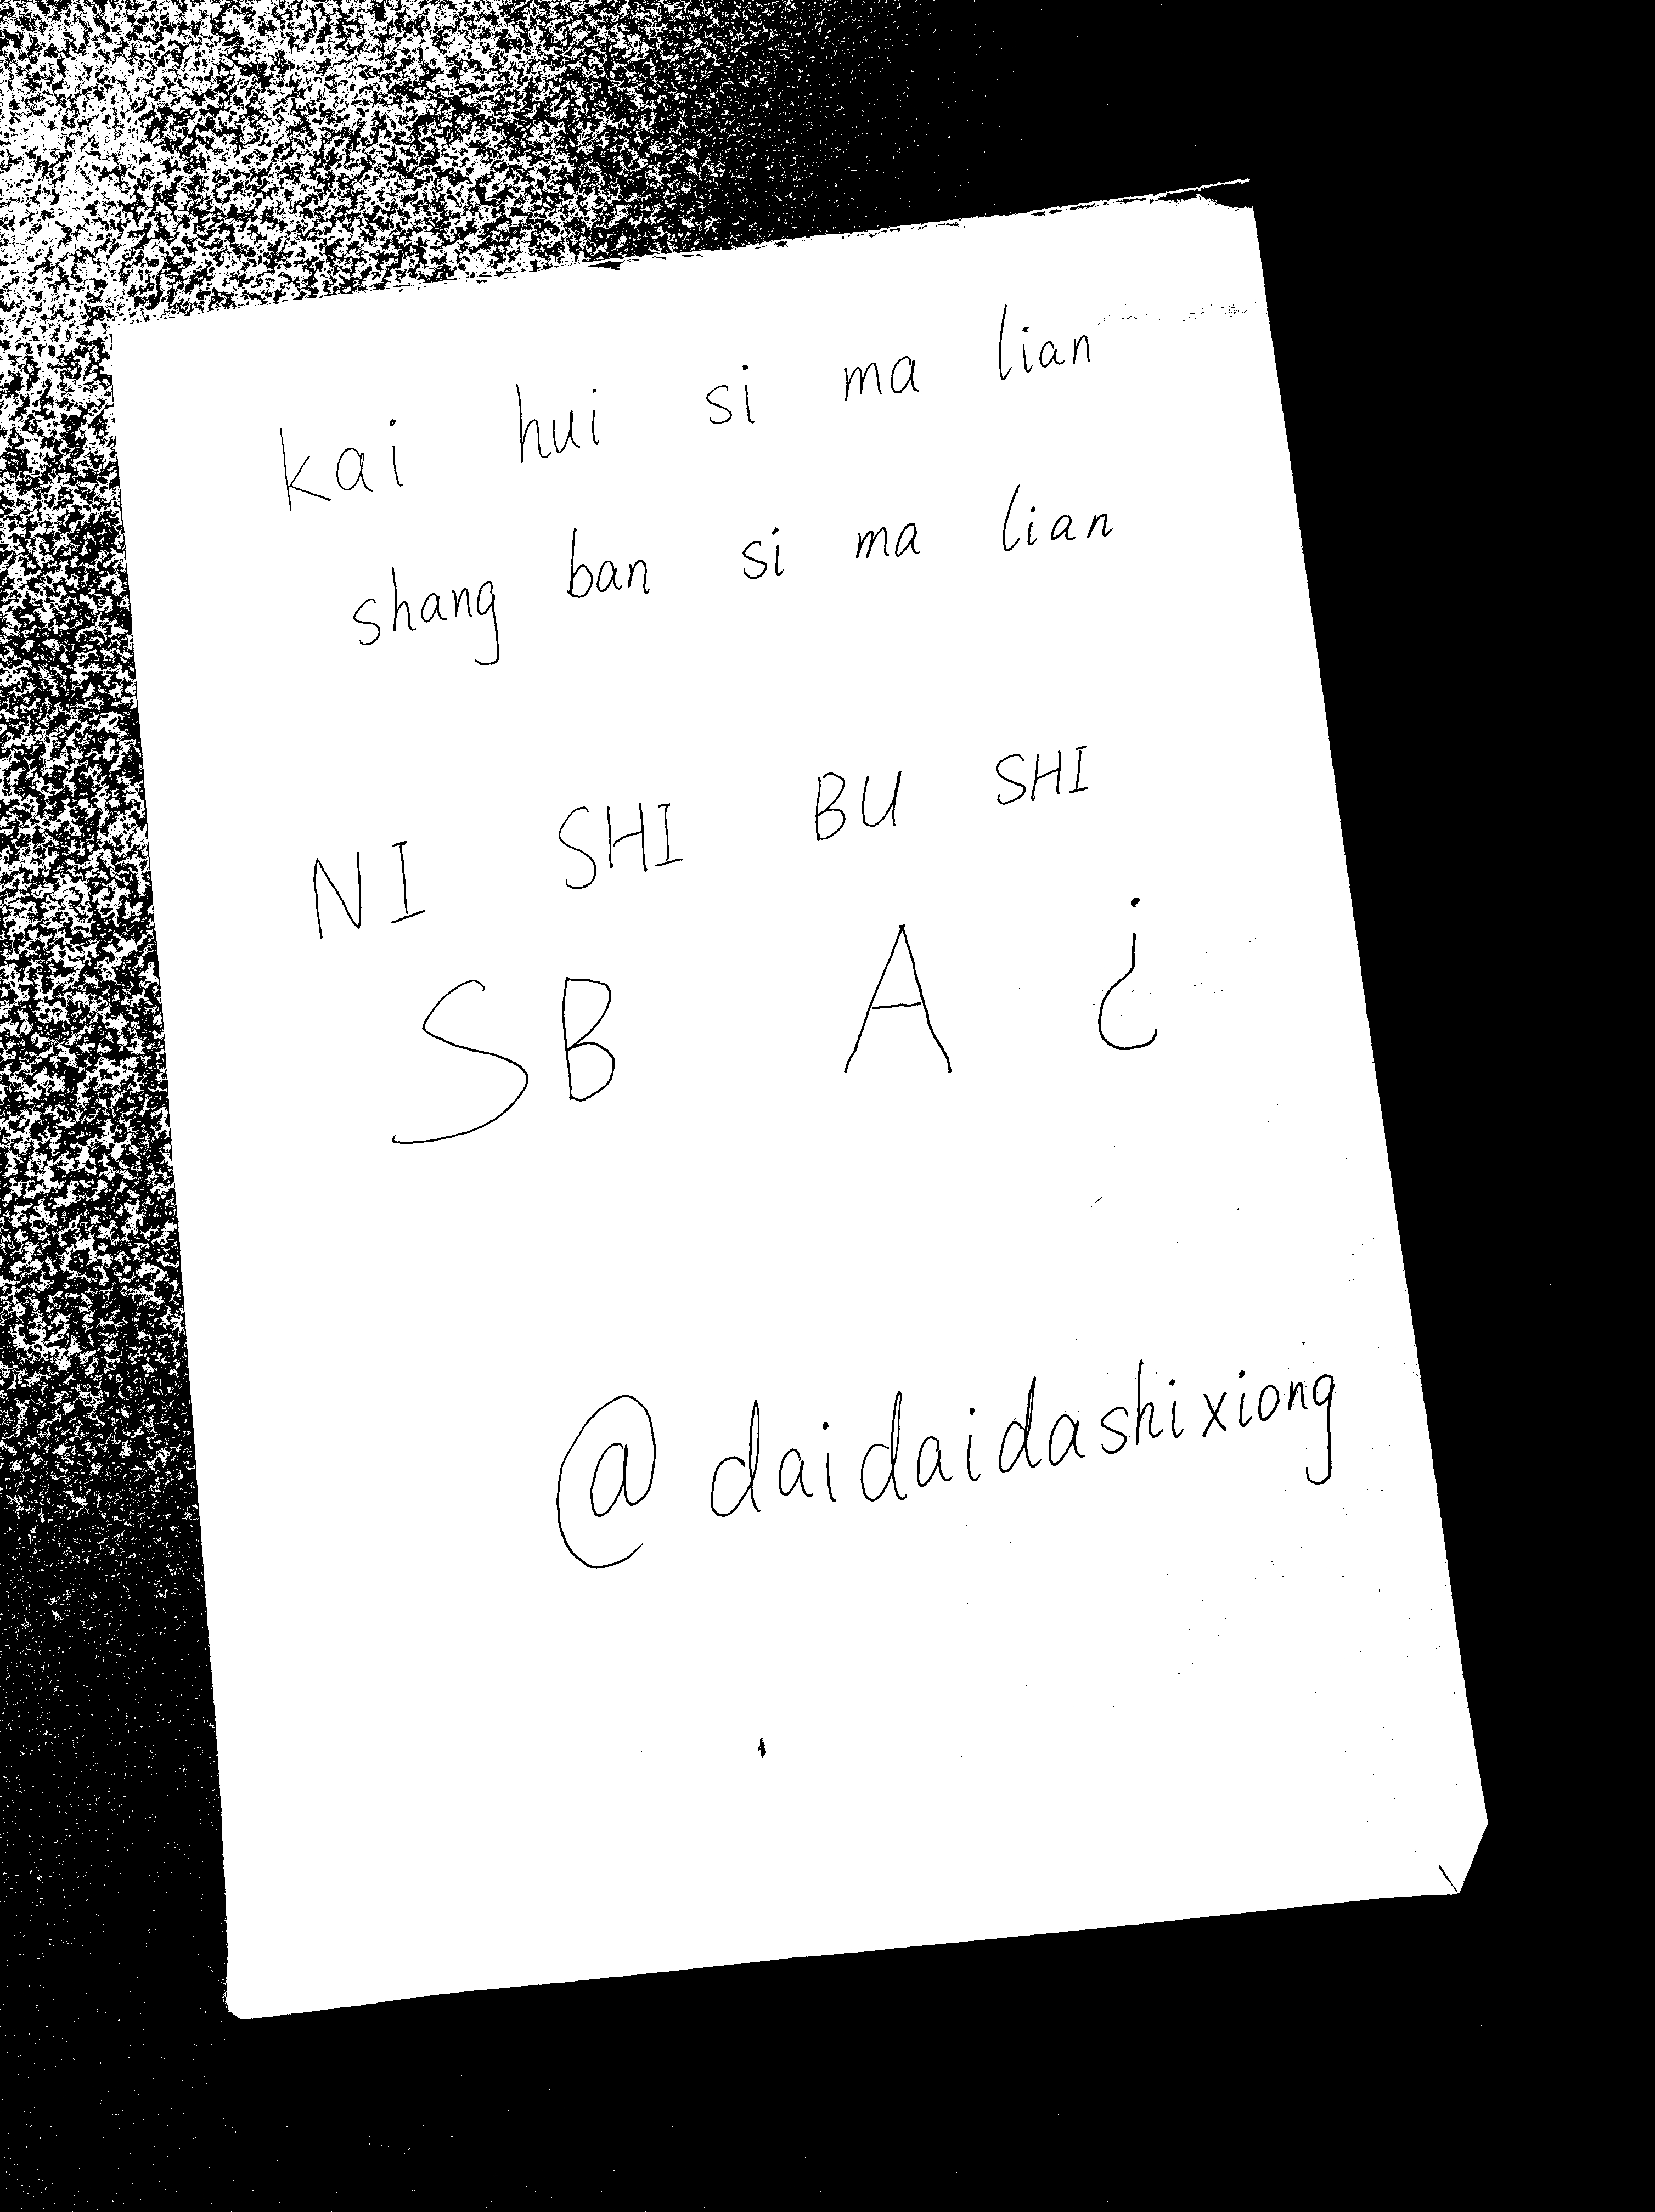 kai hui si ma lian
shang ban si ma lian
NI SHI BU SHI
SB A ¿
@daidaidashixiong